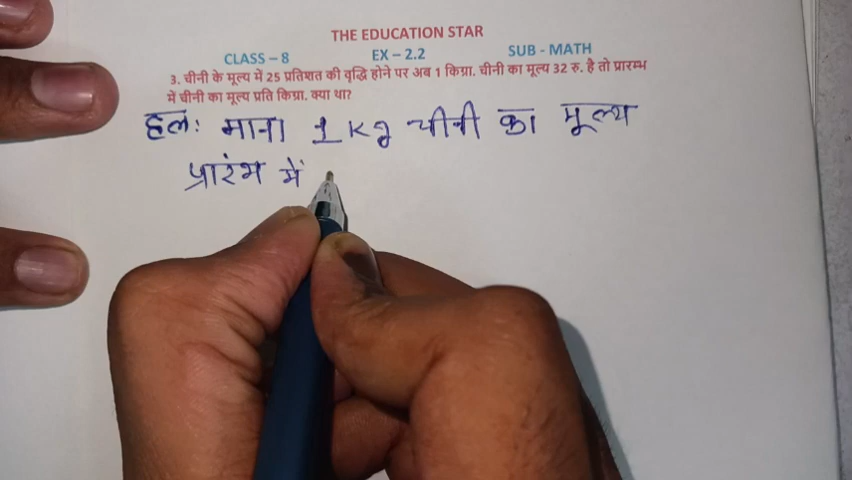 THE EDUCATION STAR
CLASS – 8 EX – 2.2 SUB - MATH
3. चीनी के मूल्य में 25 प्रतिशत की वृद्धि होने पर अब 1 किग्रा. चीनी का मूल्य 32 रु. है तो प्रारम्भ
में चीनी का मूल्य प्रति किग्रा. क्या था?
हल: माना 1 Kg चीनी का मूल्य
प्रारंभ में